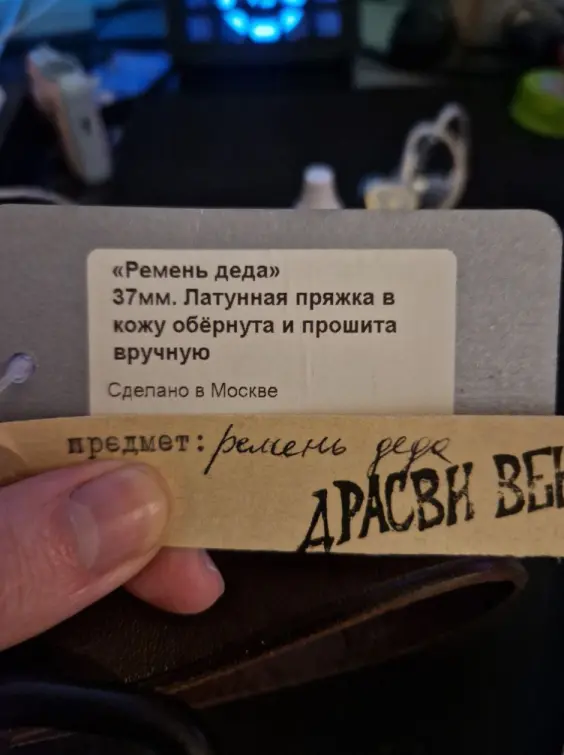 «Ремень деда»
37мм. Латунная пряжка в
кожу обёрнута и прошита
вручную
Сделано в Москве
предмет: ремень деда
ДРАСВИ